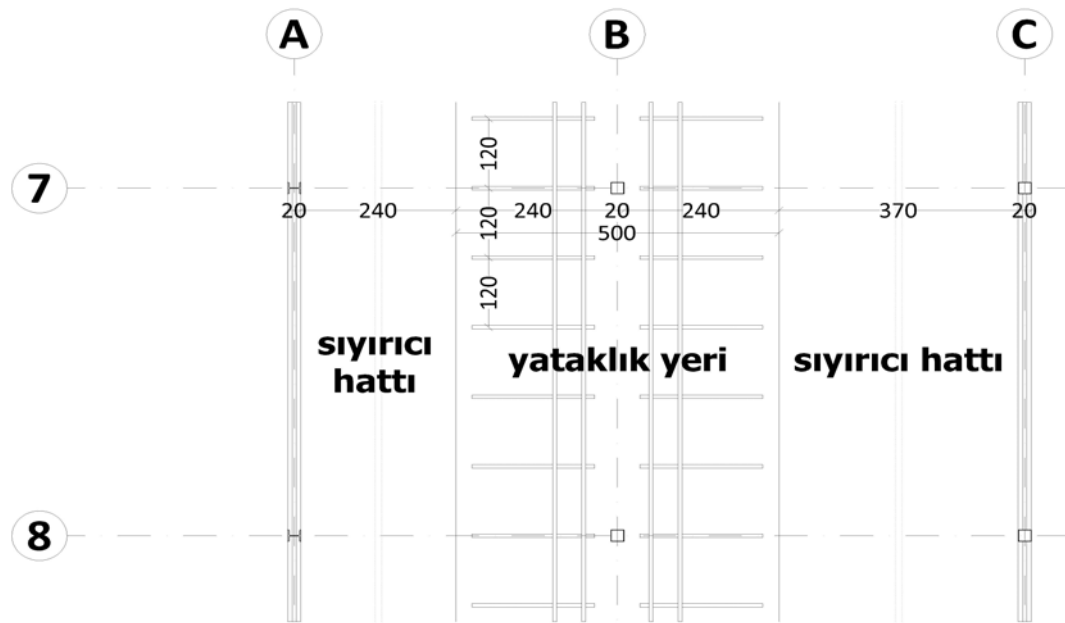 A B C
120
7
20 240 240 20 240 370 20
120
500
120
sıyırıcı
hattı
yataklık yeri
sıyırıcı hattı
8